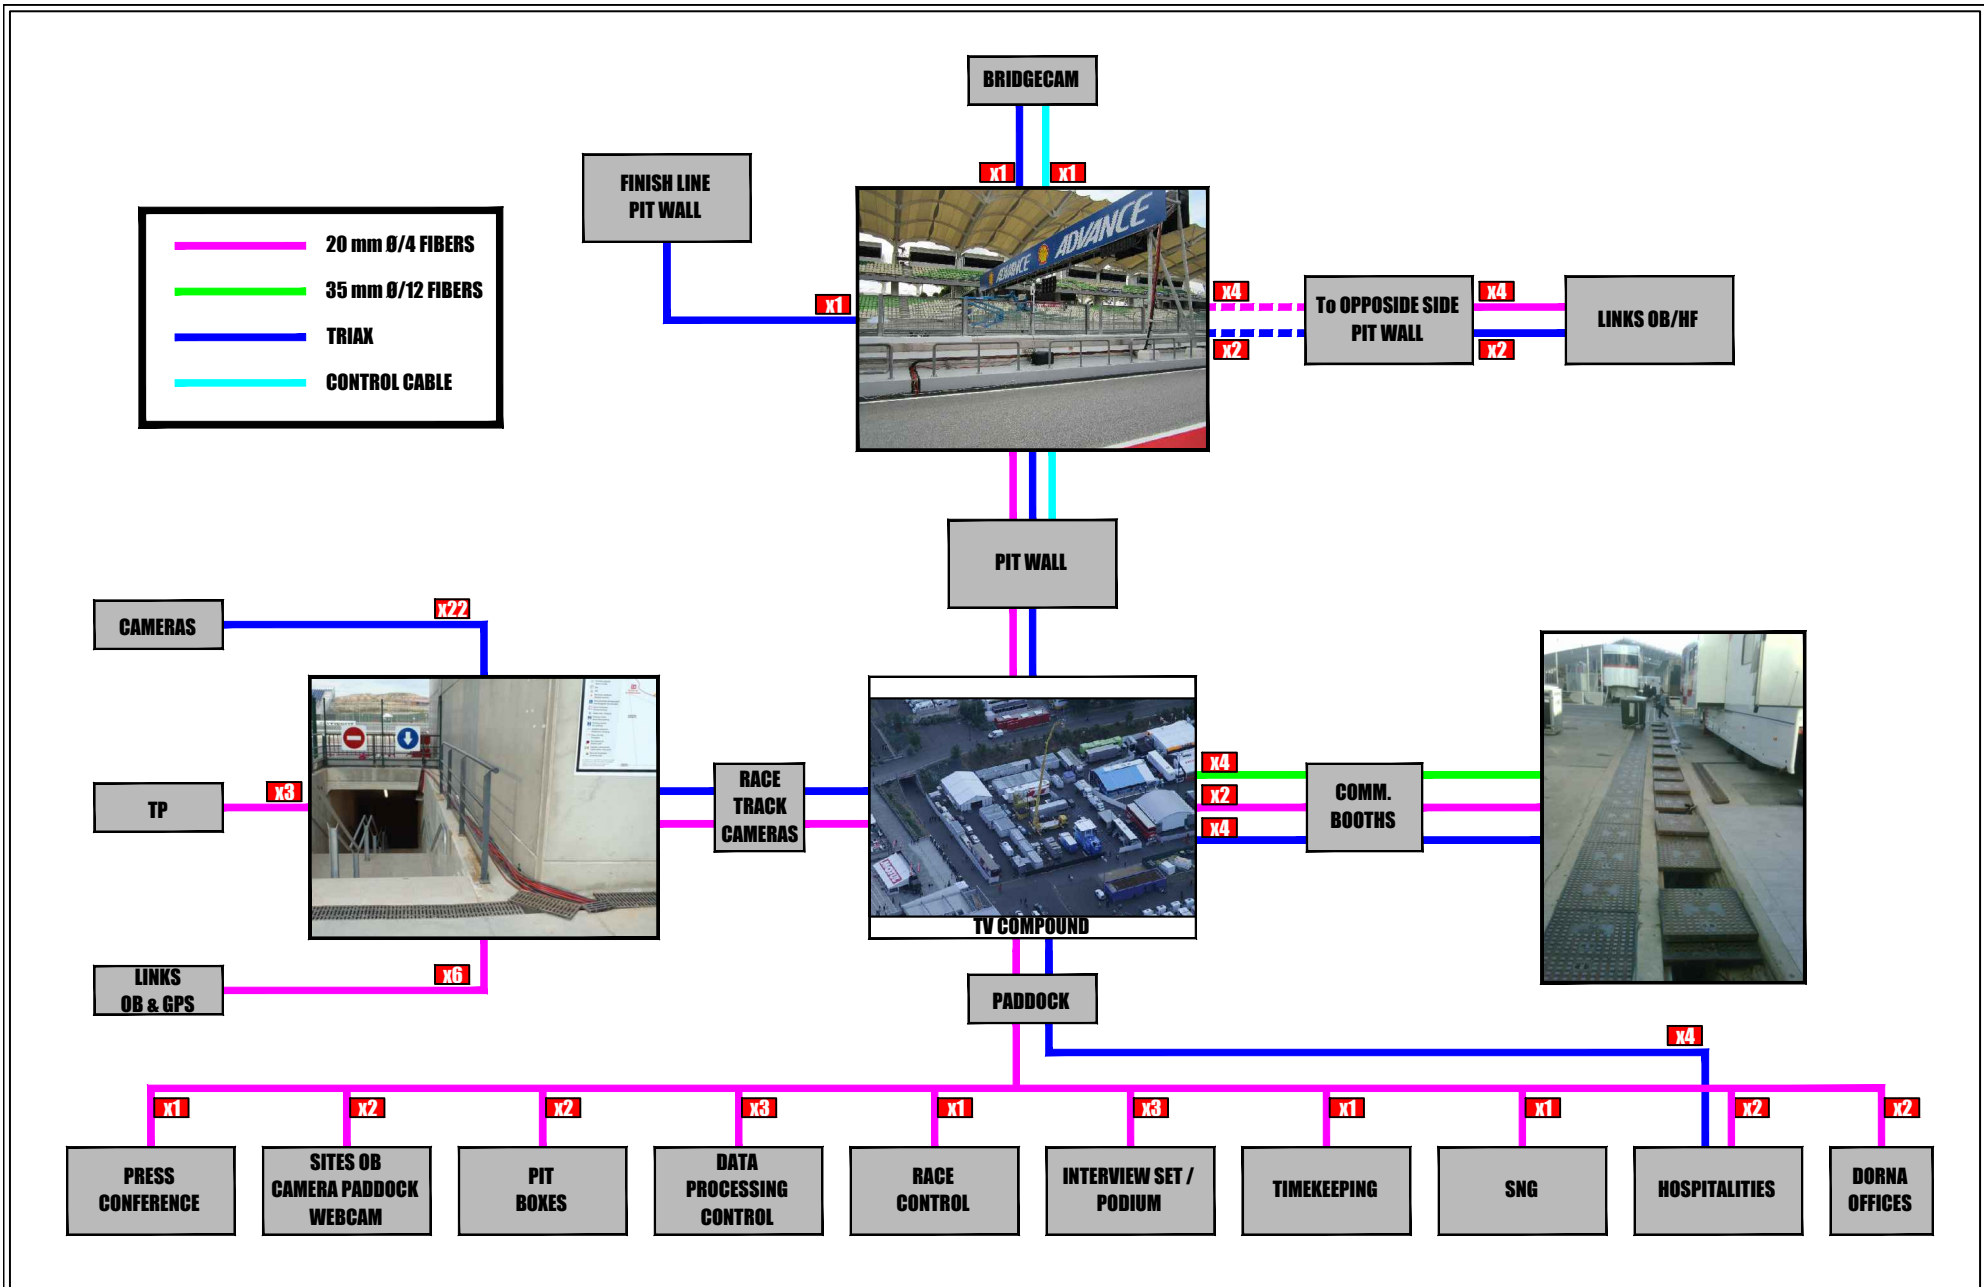 BRIDGECAM
x1
x1
FINISH LINE
PIT WALL
x1
20 mm Ø/4 FIBERS
35 mm Ø/12 FIBERS
TRIAX
CONTROL CABLE
ADVANCE
ADVANCE
x4
x2
To OPPOSIDE SIDE
PIT WALL
x4
x2
LINKS OB/HF
PIT WALL
CAMERAS
x22
TP
x3
LINKS
OB & GPS
x6
RACE
TRACK
CAMERAS
TV COMPOUND
x4
x2
x4
COMM.
BOOTHS
PADDOCK
x4
x1
x2
x2
x3
x1
x3
x1
x1
x2
x2
PRESS
CONFERENCE
SITES OB
CAMERA PADDOCK
WEBCAM
PIT
BOXES
DATA
PROCESSING
CONTROL
RACE
CONTROL
INTERVIEW SET /
PODIUM
TIMEKEEPING
SNG
HOSPITALITIES
DORNA
OFFICES